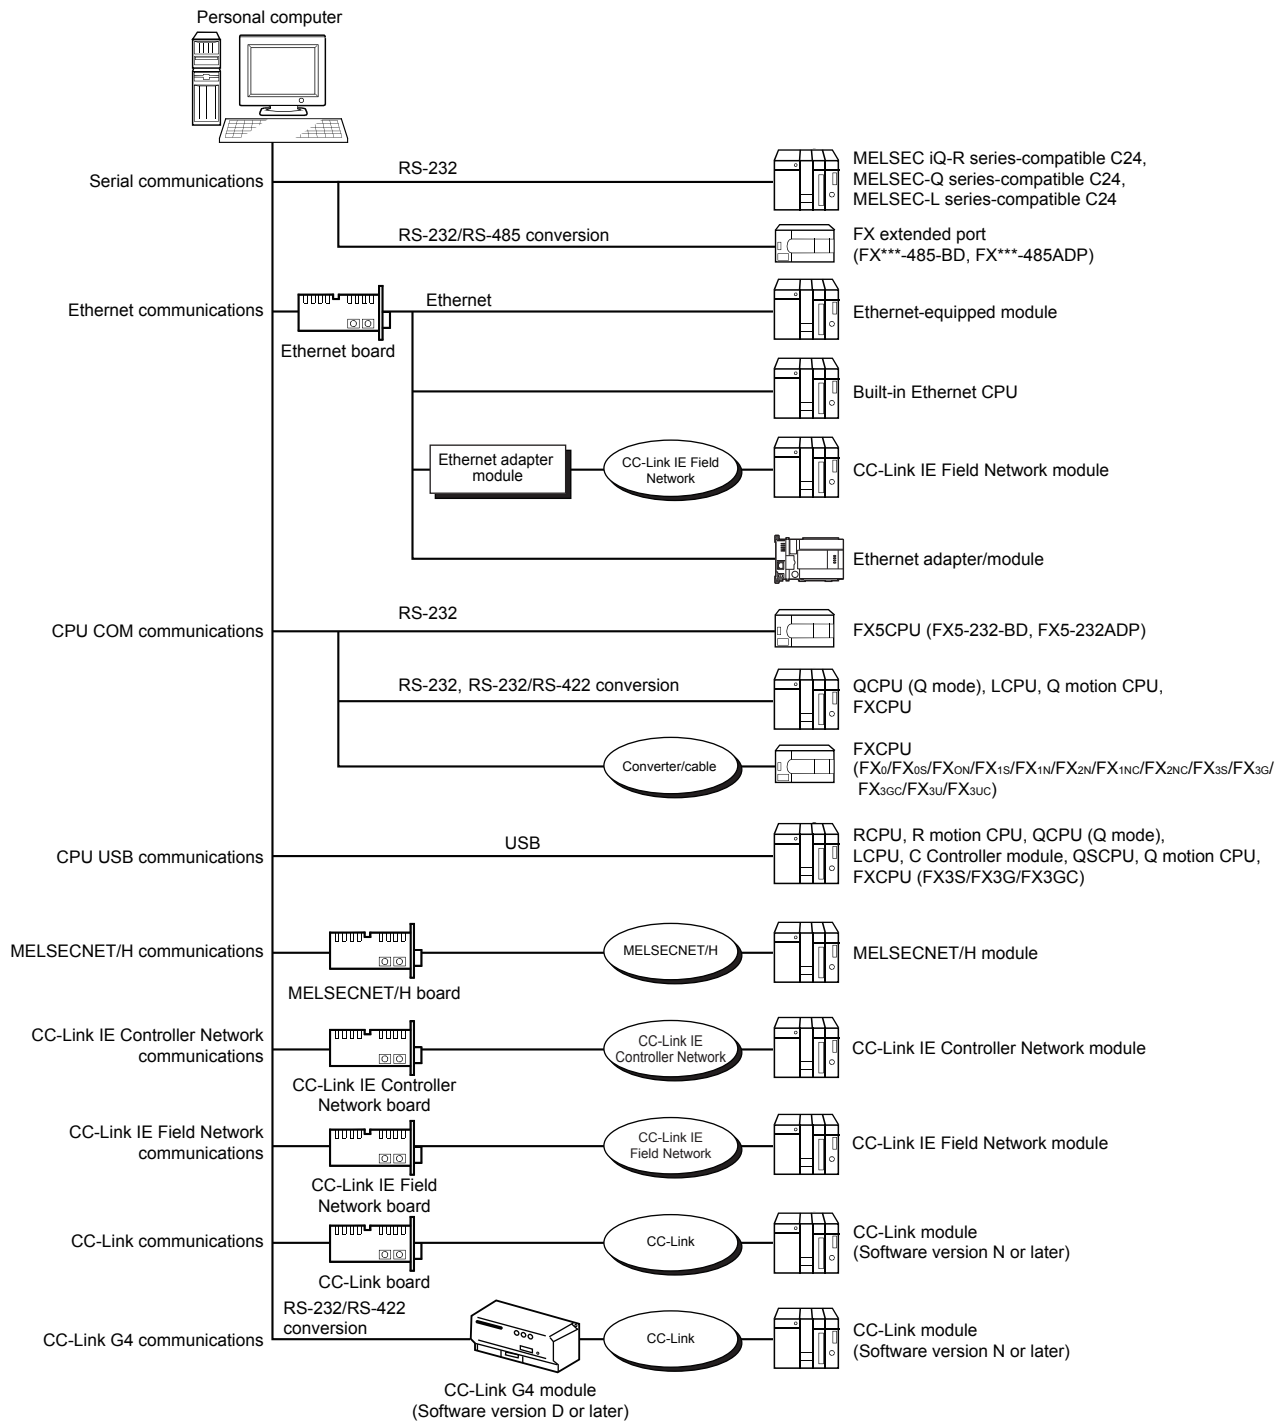 Personal computer
Serial communications
RS-232
MELSEC iQ-R series-compatible C24,
MELSEC-Q series-compatible C24,
MELSEC-L series-compatible C24
RS-232/RS-485 conversion
FX extended port
(FX***-485-BD, FX***-485ADP)
Ethernet communications
Ethernet board
Ethernet
Ethernet-equipped module
Built-in Ethernet CPU
Ethernet adapter
module
CC-Link IE Field
Network
CC-Link IE Field Network module
Ethernet adapter/module
CPU COM communications
RS-232
FX5CPU (FX5-232-BD, FX5-232ADP)
RS-232, RS-232/RS-422 conversion
QCPU (Q mode), LCPU, Q motion CPU,
FXCPU
Converter/cable
FXCPU
(FX0/FX0S/FXON/FX1S/FX1N/FX2N/FX1NC/FX2NC/FX3S/FX3G/
FX3GC/FX3U/FX3UC)
CPU USB communications
USB
RCPU, R motion CPU, QCPU (Q mode),
LCPU, C Controller module, QSCPU, Q motion CPU,
FXCPU (FX3S/FX3G/FX3GC)
MELSECNET/H communications
MELSECNET/H board
MELSECNET/H
MELSECNET/H module
CC-Link IE Controller Network
communications
CC-Link IE Controller
Network board
CC-Link IE
Controller Network
CC-Link IE Controller Network module
CC-Link IE Field Network
communications
CC-Link IE Field
Network board
CC-Link IE
Field Network
CC-Link IE Field Network module
CC-Link communications
CC-Link board
CC-Link
CC-Link module
(Software version N or later)
CC-Link G4 communications
RS-232/RS-422
conversion
CC-Link G4 module
(Software version D or later)
CC-Link
CC-Link module
(Software version N or later)